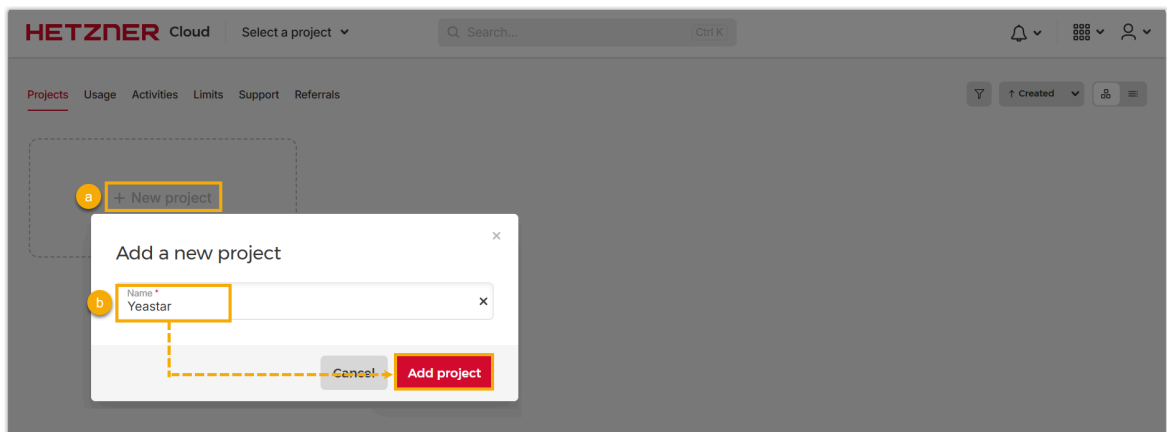 HETZNER Cloud Select a project Search... Ctrl K
Projects Usage Activities Limits Support Referrals ↑ Created
a + New project
Add a new project ×
Name *
b Yeastar ×
Cancel Add project